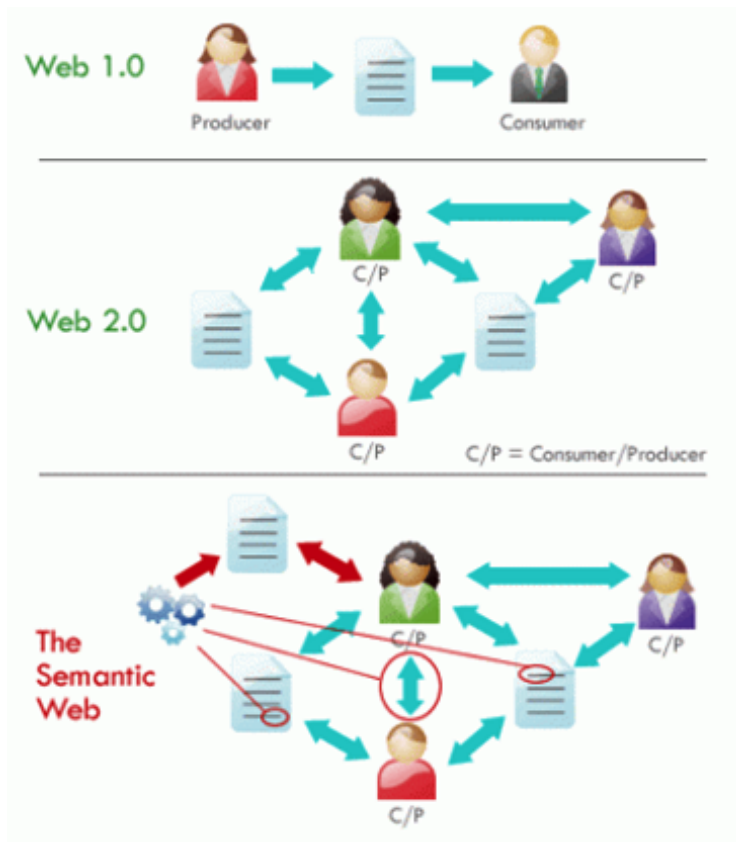 Web 1.0
Producer
Consumer
C/P
C/P
Web 2.0
C/P
C/P = Consumer/Producer
C/P
C/P
The
Semantic
Web
C/P